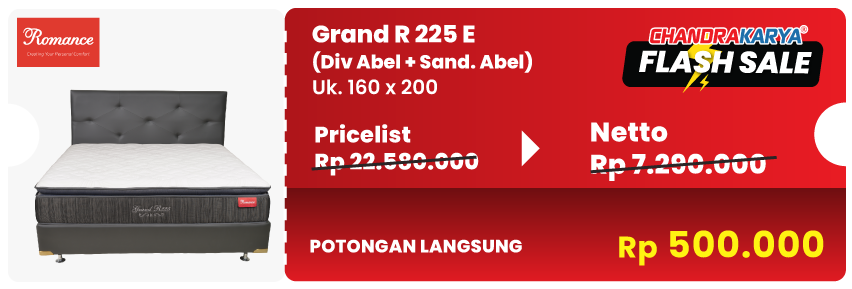 Romance
Creating Your Personal Comfort
Grand R 225 E
(Div Abel + Sand. Abel)
Uk. 160 x 200
CHANDRAKARYA®
FLASH SALE
Pricelist
Rp 22.580.000
Netto
Rp 7.290.000
Romance
POTONGAN LANGSUNG
Rp 500.000